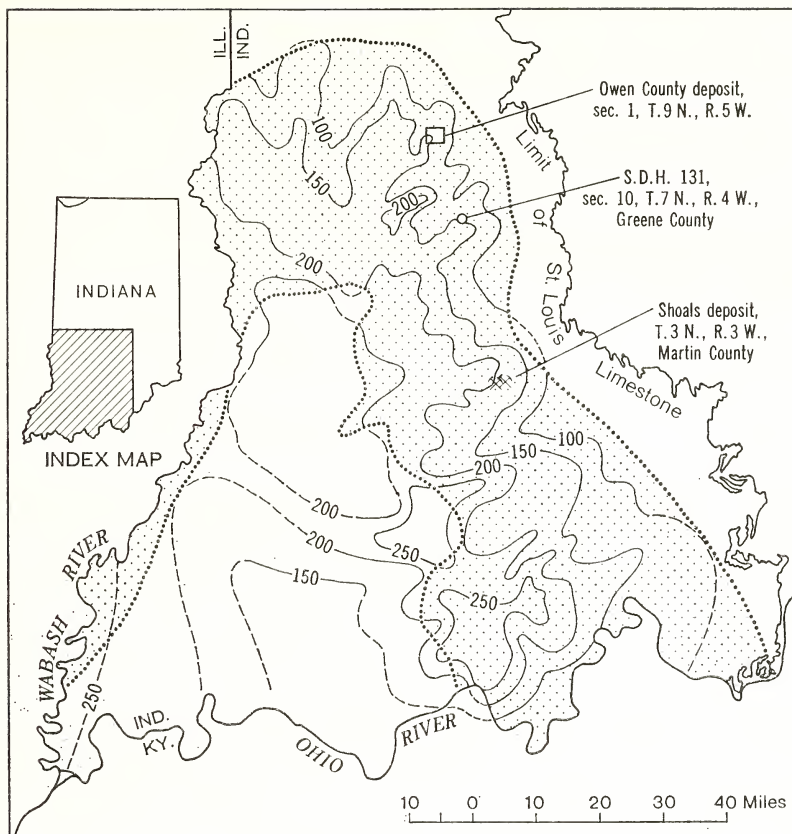 ILL.
IND.
Owen County deposit,
sec. 1, T.9 N., R.5 W.
Limit
of
St Louis
Limestone
S.D.H. 131,
sec. 10, T.7 N., R.4 W.,
Greene County
Shoals deposit,
T.3 N., R.3 W.,
Martin County
100
150
200
200
INDIANA
INDEX MAP
200
150
100
200
200
250
150
250
WABASH RIVER
250
IND.
KY.
OHIO RIVER
10 0 10 20 30 40 Miles